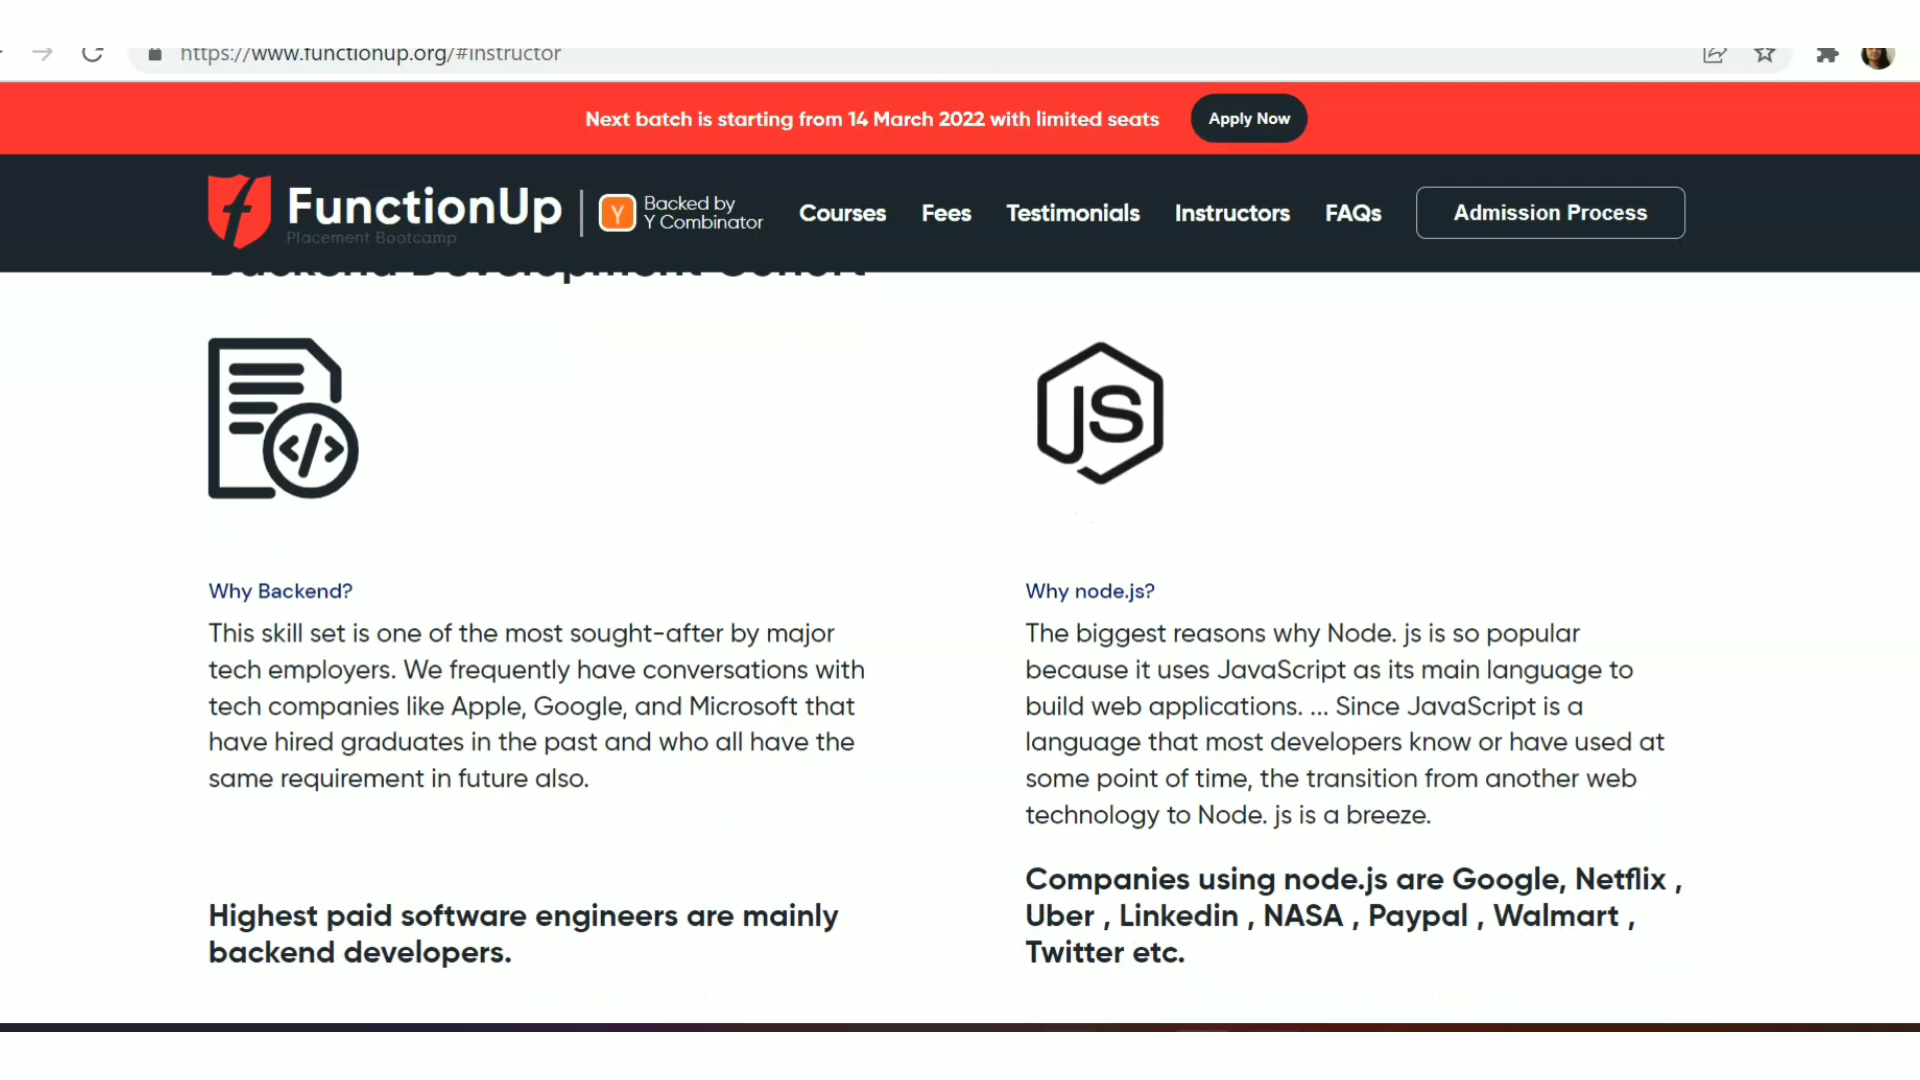 https://www.functionup.org/#instructor
Next batch is starting from 14 March 2022 with limited seats
Apply Now
FunctionUp
Placement Bootcamp
Y
Backed by
Y Combinator
Courses
Fees
Testimonials
Instructors
FAQs
Admission Process
Backend Development Cohort
</>
JS
Why Backend?
This skill set is one of the most sought-after by major
tech employers. We frequently have conversations with
tech companies like Apple, Google, and Microsoft that
have hired graduates in the past and who all have the
same requirement in future also.
Highest paid software engineers are mainly
backend developers.
Why node.js?
The biggest reasons why Node. js is so popular
because it uses JavaScript as its main language to
build web applications. ... Since JavaScript is a
language that most developers know or have used at
some point of time, the transition from another web
technology to Node. js is a breeze.
Companies using node.js are Google, Netflix ,
Uber , Linkedin , NASA , Paypal , Walmart ,
Twitter etc.